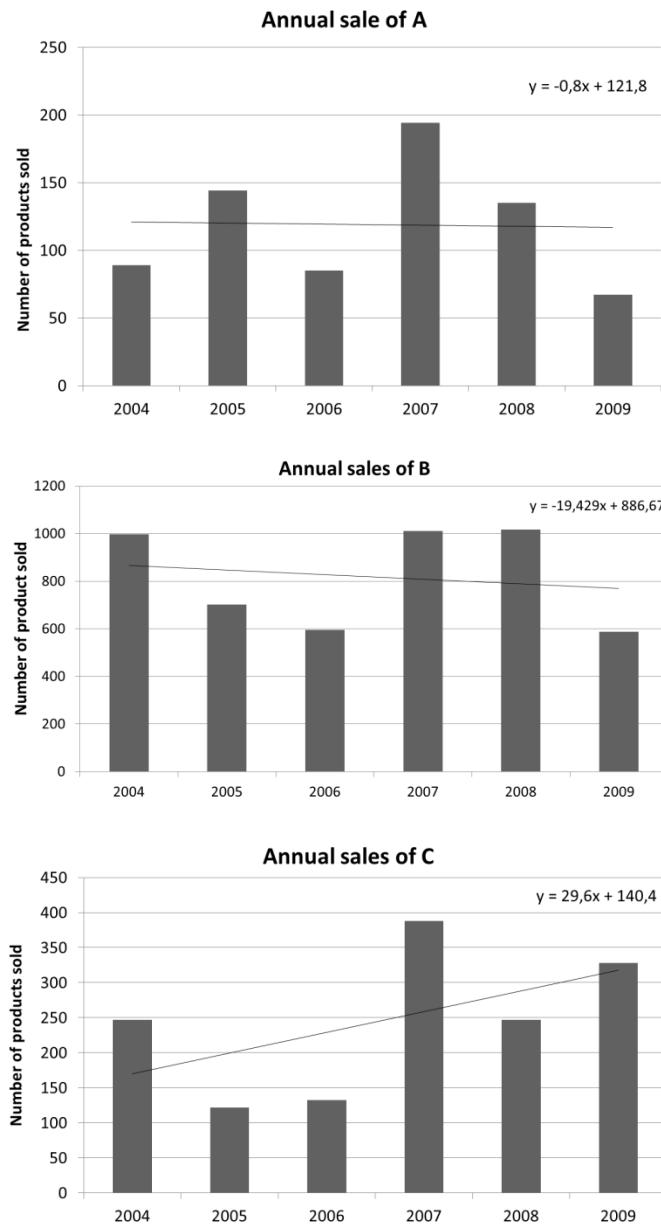 Annual sale of A
250
y = -0,8x + 121,8
200
150
100
50
0
Number of products sold
2004 2005 2006 2007 2008 2009
Annual sales of B
1200
y = -19,429x + 886,67
1000
800
600
400
200
0
Number of product sold
2004 2005 2006 2007 2008 2009
Annual sales of C
450
y = 29,6x + 140,4
400
350
300
250
200
150
100
50
0
Number of products sold
2004 2005 2006 2007 2008 2009